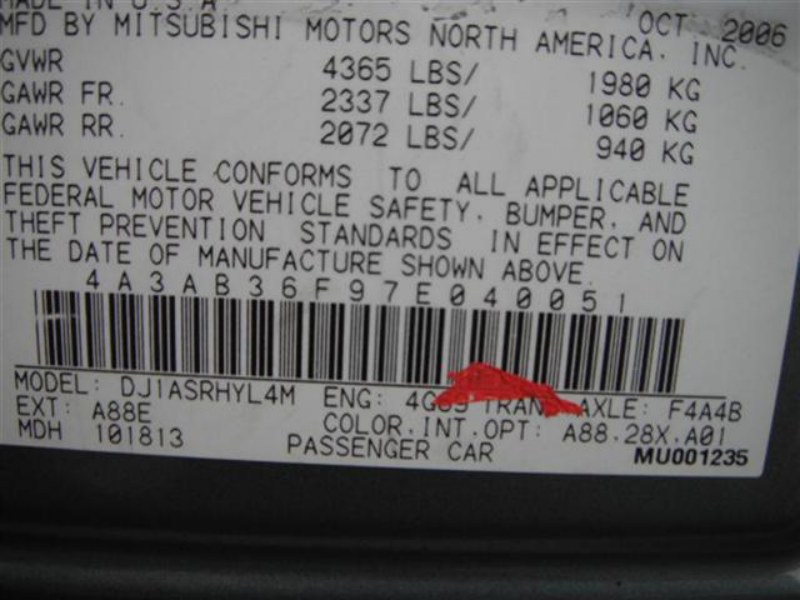 MADE IN U.S.A OCT 2006
MFD BY MITSUBISHI MOTORS NORTH AMERICA. INC.
GVWR 4365 LBS/ 1980 KG
GAWR FR. 2337 LBS/ 1060 KG
GAWR RR. 2072 LBS/ 940 KG
THIS VEHICLE CONFORMS TO ALL APPLICABLE
FEDERAL MOTOR VEHICLE SAFETY, BUMPER, AND
THEFT PREVENTION STANDARDS IN EFFECT ON
THE DATE OF MANUFACTURE SHOWN ABOVE.
4A3AB36F97E040051
MODEL: DJ1ASRHYL4M ENG: TRANS AXLE: F4A4B
EXT: A88E COLOR.INT.OPT: A88.28X.A01
MDH 101813 PASSENGER CAR MU001235